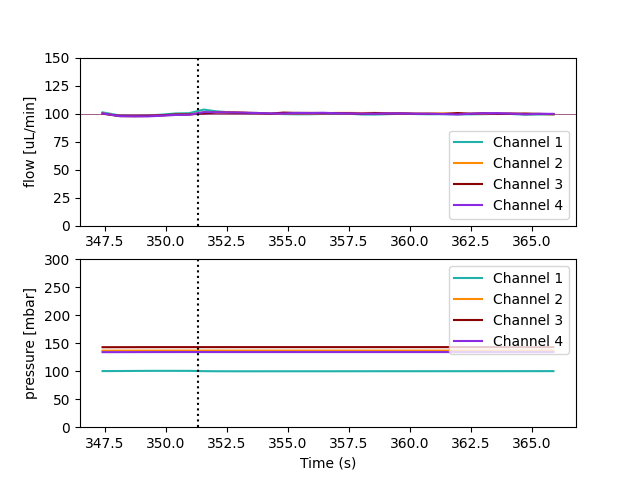 150
125
100
75
50
25
0
flow [uL/min]
347.5 350.0 352.5 355.0 357.5 360.0 362.5 365.0
Channel 1
Channel 2
Channel 3
Channel 4
300
250
200
150
100
50
0
pressure [mbar]
Channel 1
Channel 2
Channel 3
Channel 4
347.5 350.0 352.5 355.0 357.5 360.0 362.5 365.0
Time (s)